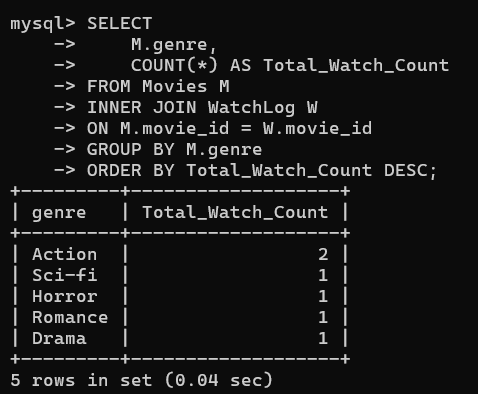 mysql> SELECT
    ->     M.genre,
    ->     COUNT(*) AS Total_Watch_Count
    -> FROM Movies M
    -> INNER JOIN WatchLog W
    -> ON M.movie_id = W.movie_id
    -> GROUP BY M.genre
    -> ORDER BY Total_Watch_Count DESC;
+---------+-------------------+
| genre   | Total_Watch_Count |
+---------+-------------------+
| Action  |                 2 |
| Sci-fi  |                 1 |
| Horror  |                 1 |
| Romance |                 1 |
| Drama   |                 1 |
+---------+-------------------+
5 rows in set (0.04 sec)